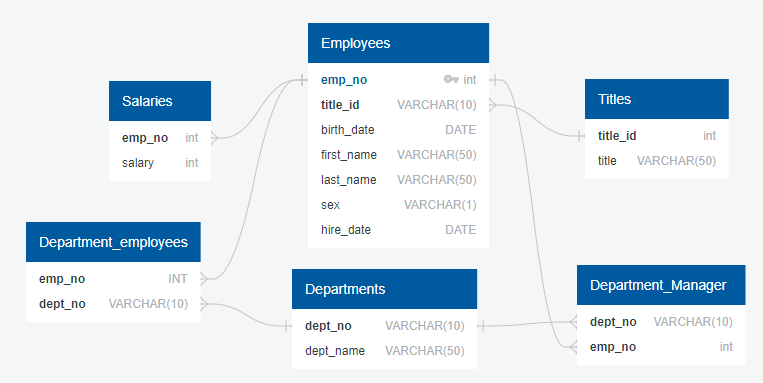 Employees
emp_no int
title_id VARCHAR(10)
birth_date DATE
first_name VARCHAR(50)
last_name VARCHAR(50)
sex VARCHAR(1)
hire_date DATE
Salaries
emp_no int
salary int
Titles
title_id int
title VARCHAR(50)
Department_employees
emp_no INT
dept_no VARCHAR(10)
Departments
dept_no VARCHAR(10)
dept_name VARCHAR(50)
Department_Manager
dept_no VARCHAR(10)
emp_no int